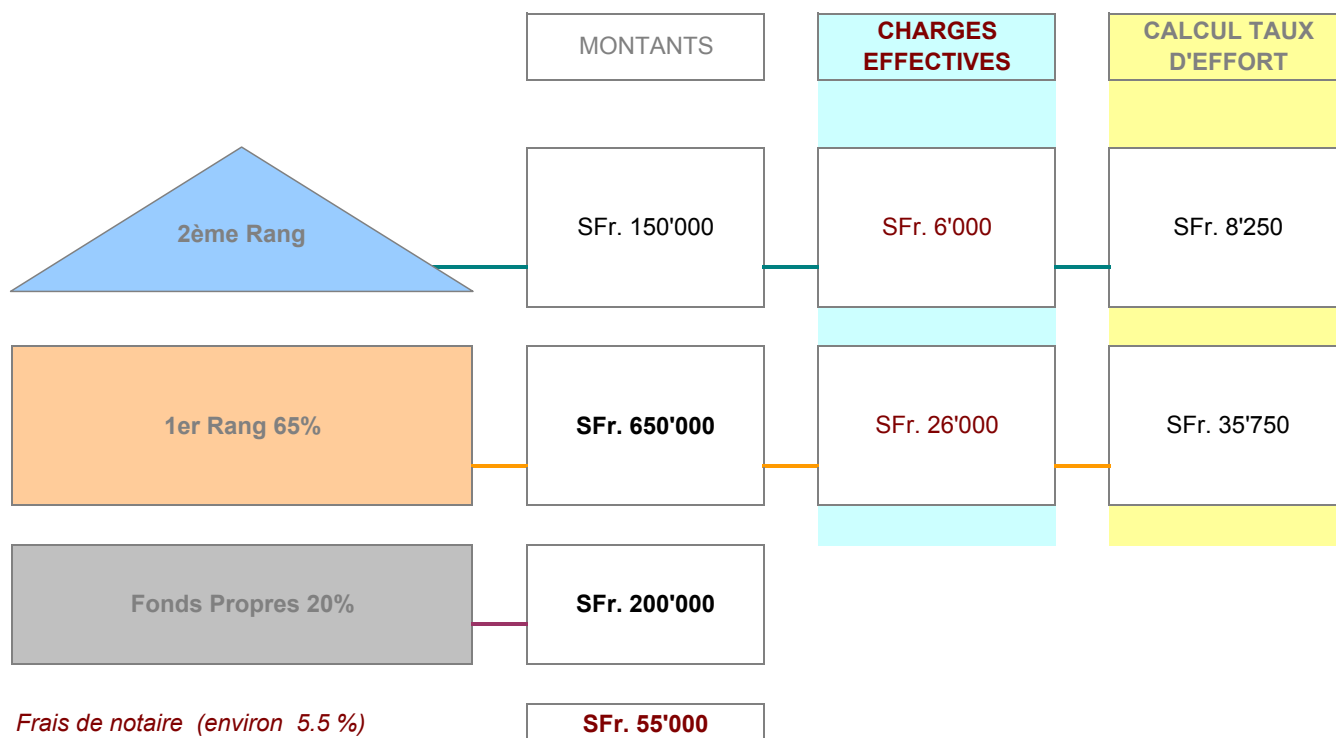 MONTANTS
CHARGES
EFFECTIVES
CALCUL TAUX
D'EFFORT
2ème Rang
SFr. 150'000
SFr. 6'000
SFr. 8'250
1er Rang 65%
SFr. 650'000
SFr. 26'000
SFr. 35'750
Fonds Propres 20%
SFr. 200'000
Frais de notaire (environ 5.5 %)
SFr. 55'000